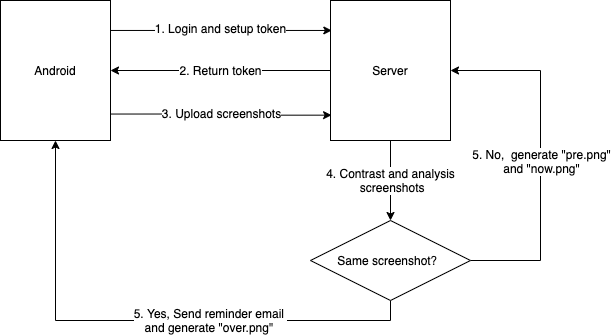 1. Login and setup token
Android
Server
2. Return token
3. Upload screenshots
5. No,  generate "pre.png"
and "now.png"
4. Contrast and analysis
screenshots
Same screenshot?
5. Yes, Send reminder email
and generate "over.png"